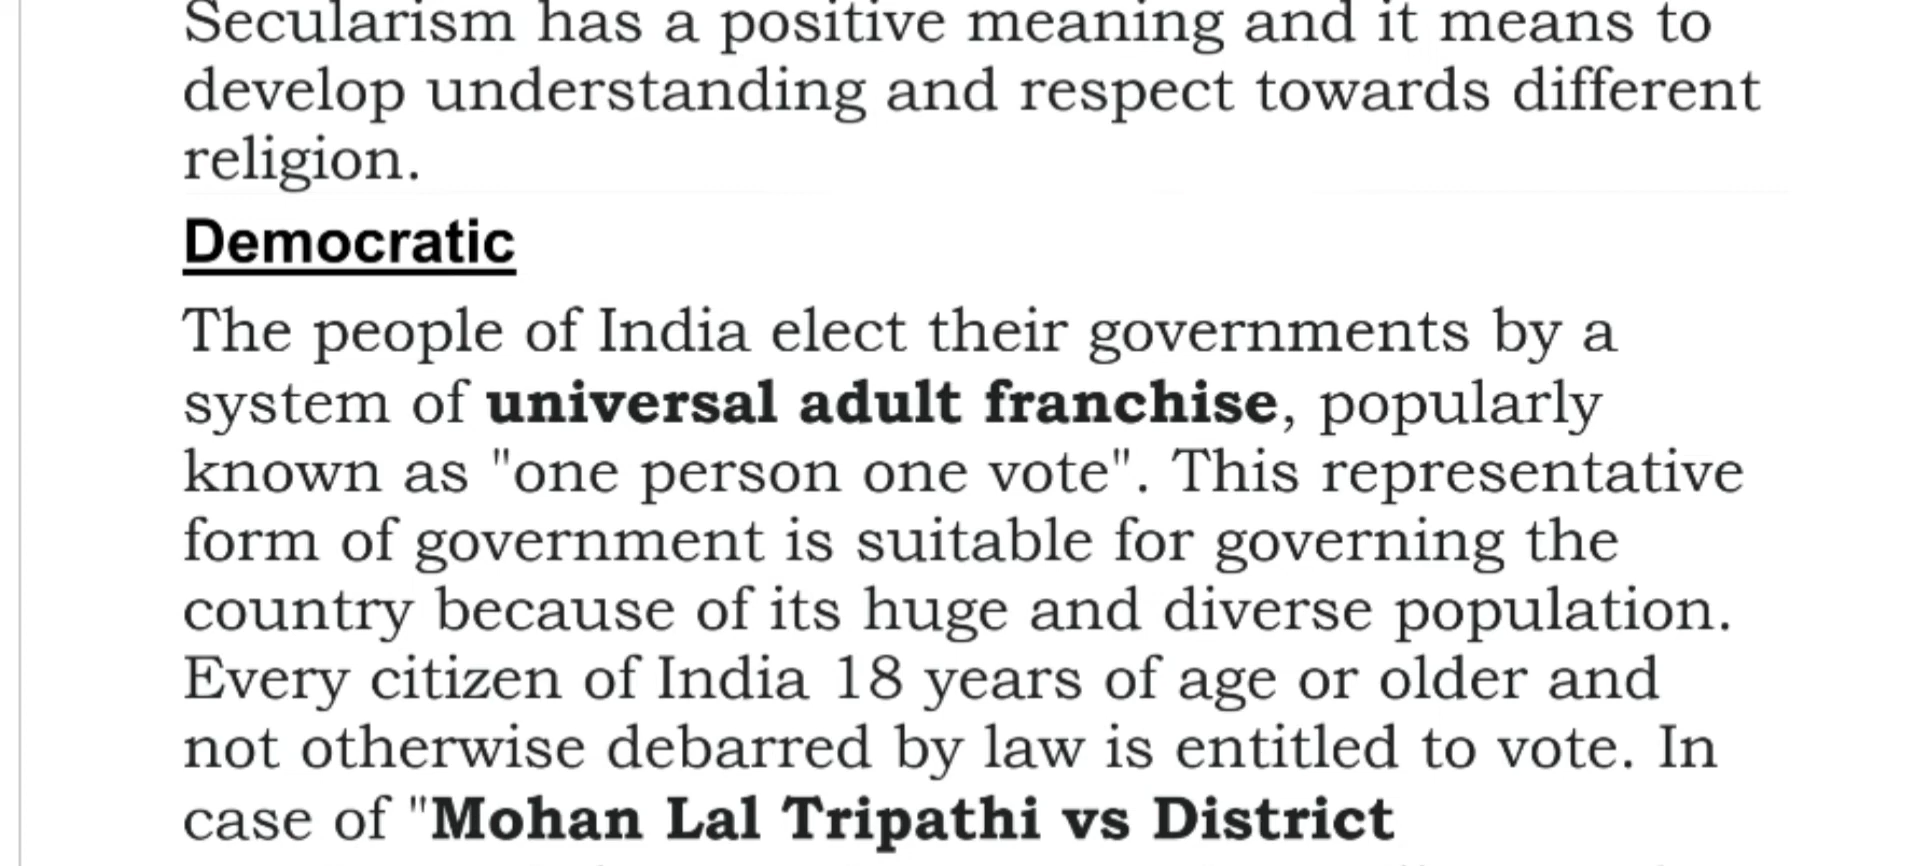 Secularism has a positive meaning and it means to
develop understanding and respect towards different
religion.
Democratic
The people of India elect their governments by a
system of universal adult franchise, popularly
known as "one person one vote". This representative
form of government is suitable for governing the
country because of its huge and diverse population.
Every citizen of India 18 years of age or older and
not otherwise debarred by law is entitled to vote. In
case of "Mohan Lal Tripathi vs District